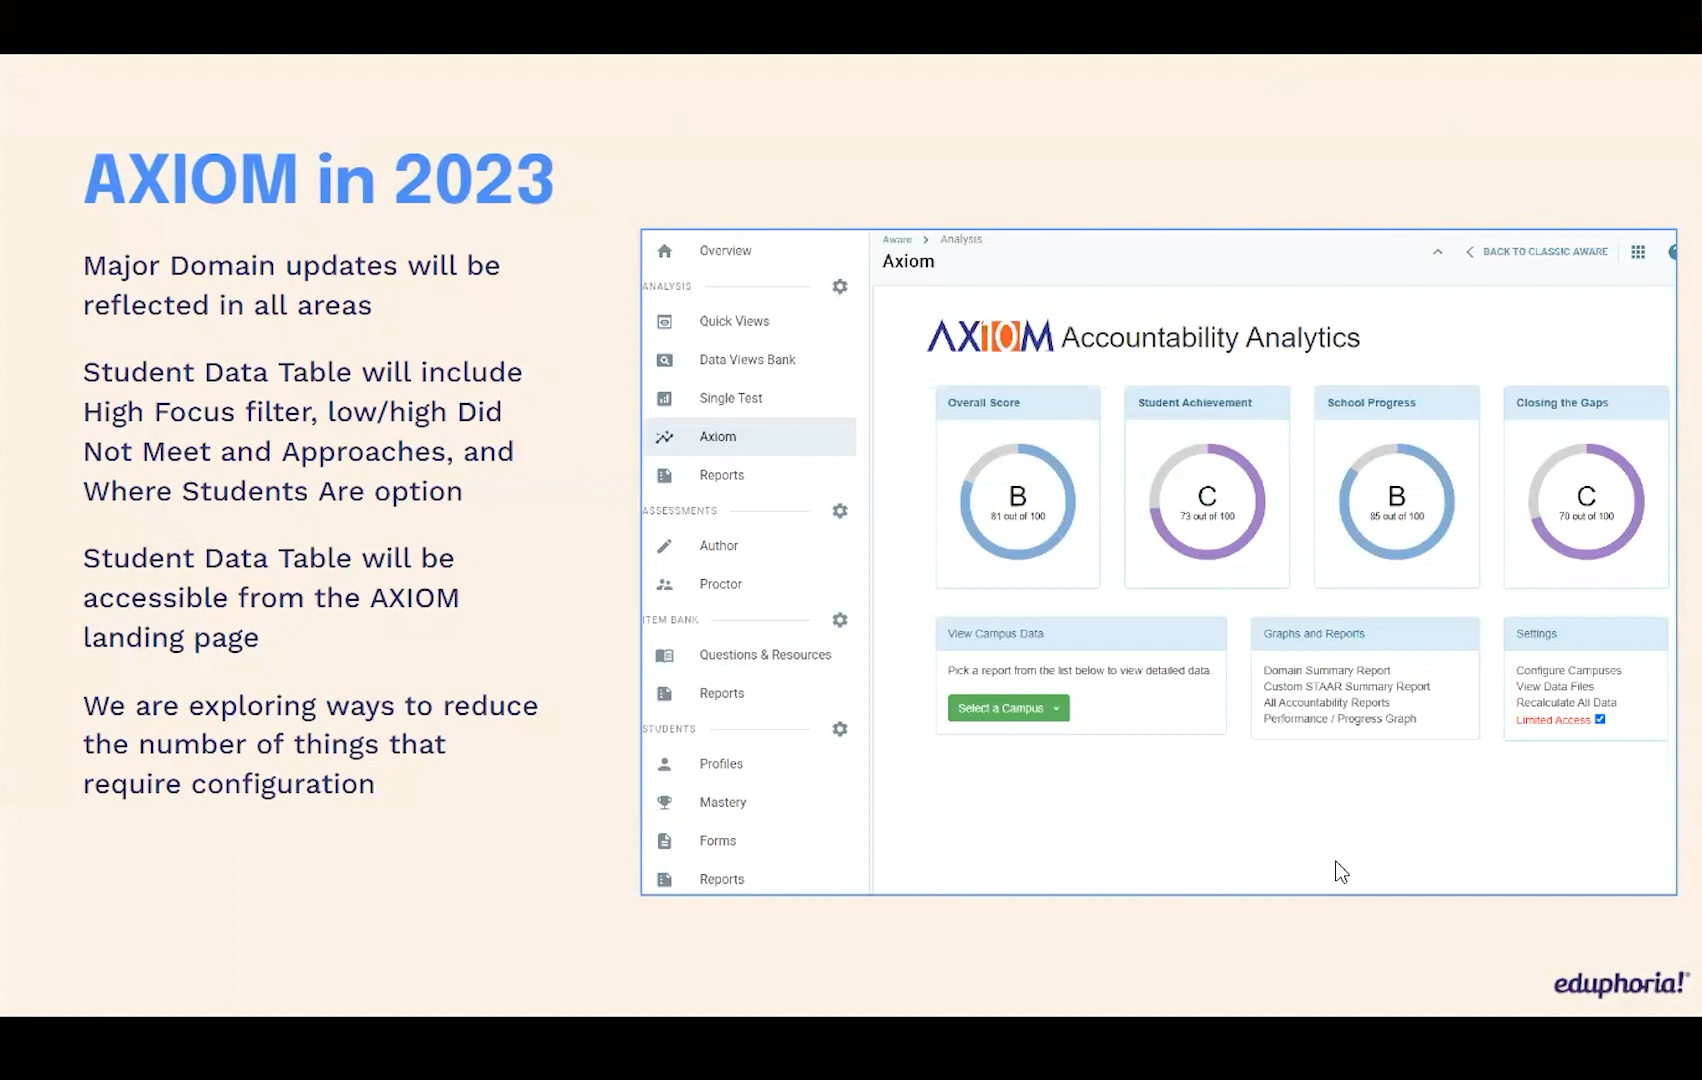 AXIOM in 2023
Major Domain updates will be
reflected in all areas
Student Data Table will include
High Focus filter, low/high Did
Not Meet and Approaches, and
Where Students Are option
Student Data Table will be
accessible from the AXIOM
landing page
We are exploring ways to reduce
the number of things that
require configuration
Overview
ANALYSIS
Quick Views
Data Views Bank
Single Test
Axiom
Reports
ASSESSMENTS
Author
Proctor
ITEM BANK
Questions & Resources
Reports
STUDENTS
Profiles
Mastery
Forms
Reports
Aware > Analysis
Axiom
BACK TO CLASSIC AWARE
AXIOM Accountability Analytics
Overall Score
B
81 out of 100
Student Achievement
C
73 out of 100
School Progress
B
85 out of 100
Closing the Gaps
C
70 out of 100
View Campus Data
Pick a report from the list below to view detailed data.
Select a Campus
Graphs and Reports
Domain Summary Report
Custom STAAR Summary Report
All Accountability Reports
Performance / Progress Graph
Settings
Configure Campuses
View Data Files
Recalculate All Data
Limited Access
eduphoria!